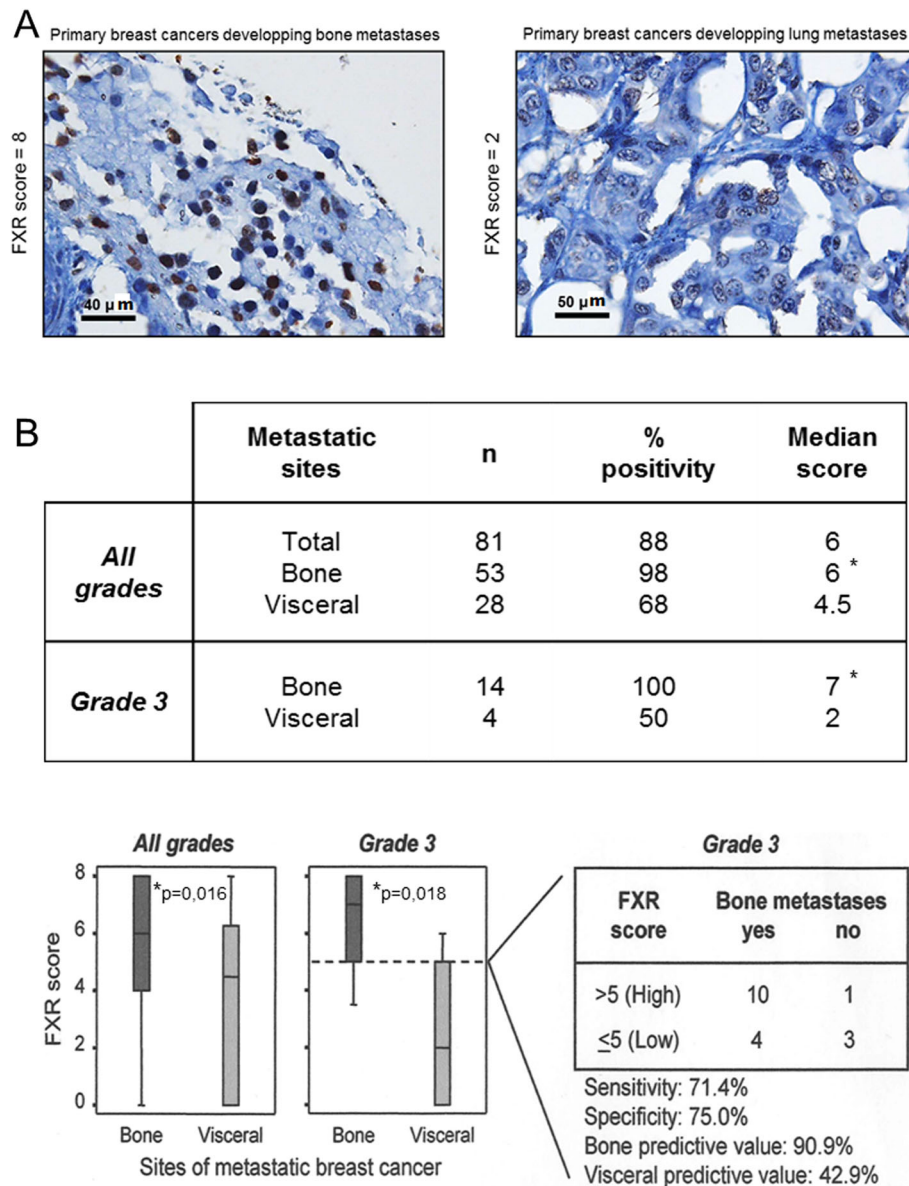 A
Primary breast cancers developping bone metastases
Primary breast cancers developping lung metastases
FXR score = 8
40 µm
FXR score = 2
50 µm
B
Metastatic sites n % positivity Median score
All grades
Total 81 88 6
Bone 53 98 6 *
Visceral 28 68 4.5
Grade 3
Bone 14 100 7 *
Visceral 4 50 2
All grades
Grade 3
FXR score
8
6
4
2
0
*p=0,016
*p=0,018
Bone Visceral
Bone Visceral
Sites of metastatic breast cancer
Grade 3
FXR score Bone metastases
yes no
>5 (High) 10 1
≤5 (Low) 4 3
Sensitivity: 71.4%
Specificity: 75.0%
Bone predictive value: 90.9%
Visceral predictive value: 42.9%